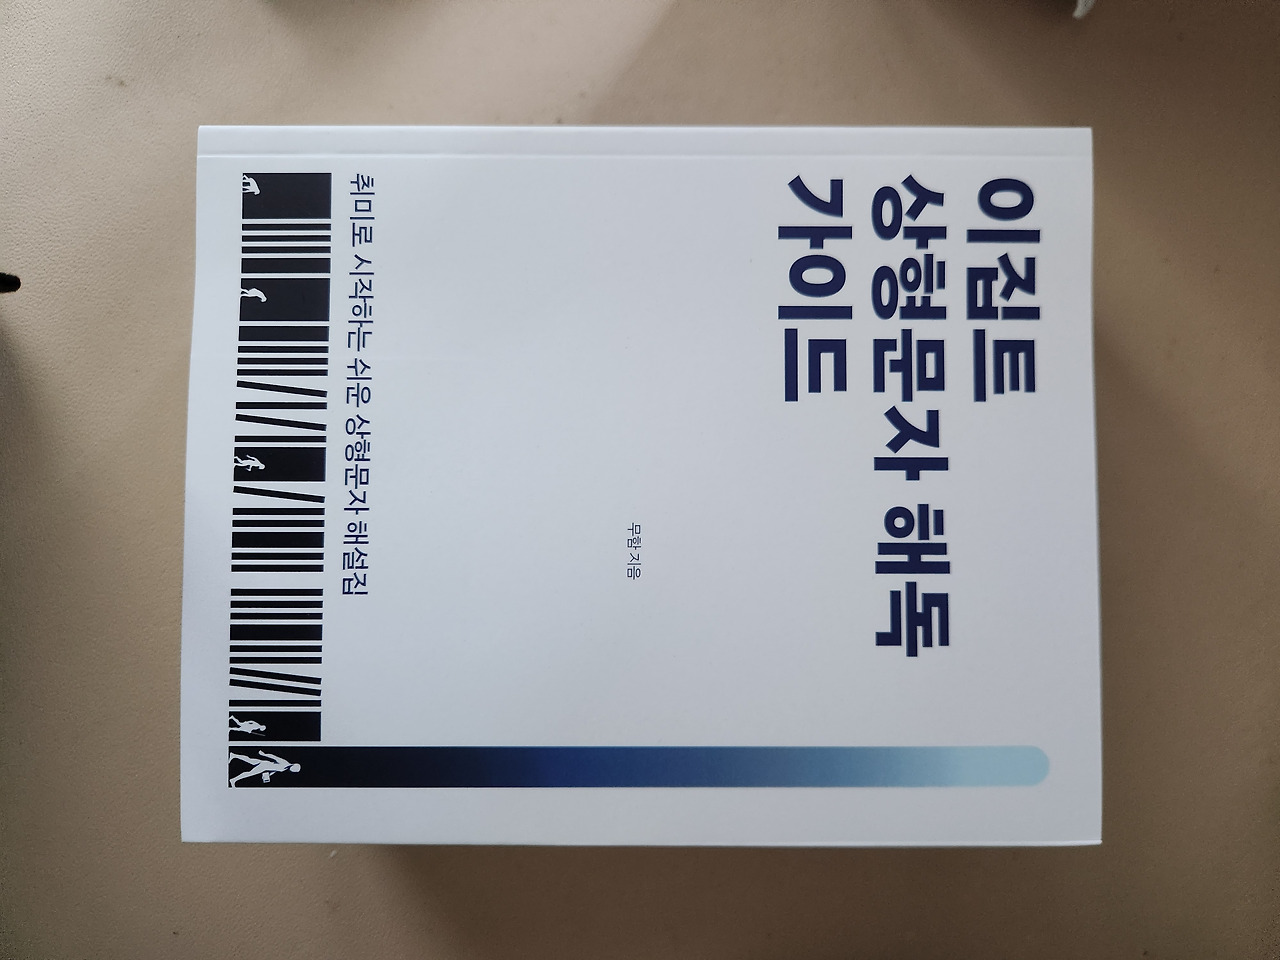 이집트
상형문자 해독
가이드
무함 지음
취미로 시작하는 쉬운 상형문자 해설집